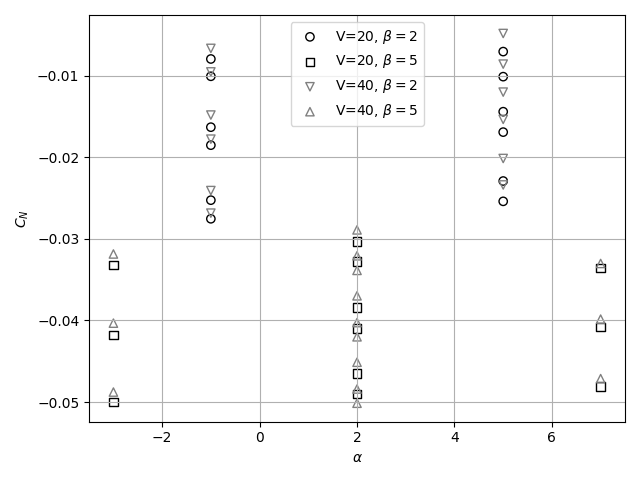 V=20, β = 2
V=20, β = 5
V=40, β = 2
V=40, β = 5
−0.01
−0.02
−0.03
−0.04
−0.05
C_N
−2 0 2 4 6
α